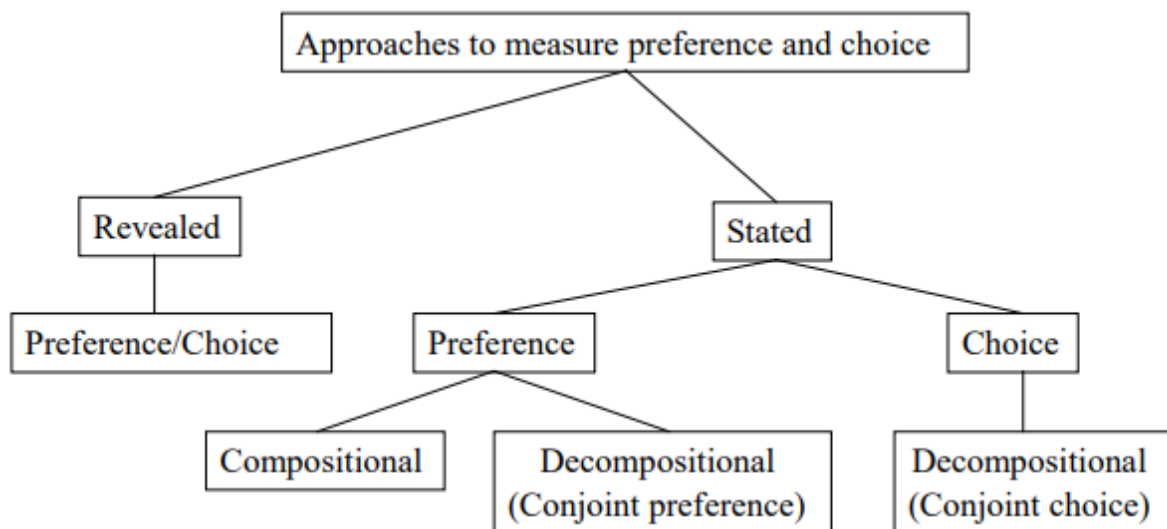 Approaches to measure preference and choice
Revealed
Stated
Preference/Choice
Preference
Choice
Compositional
Decompositional
(Conjoint preference)
Decompositional
(Conjoint choice)